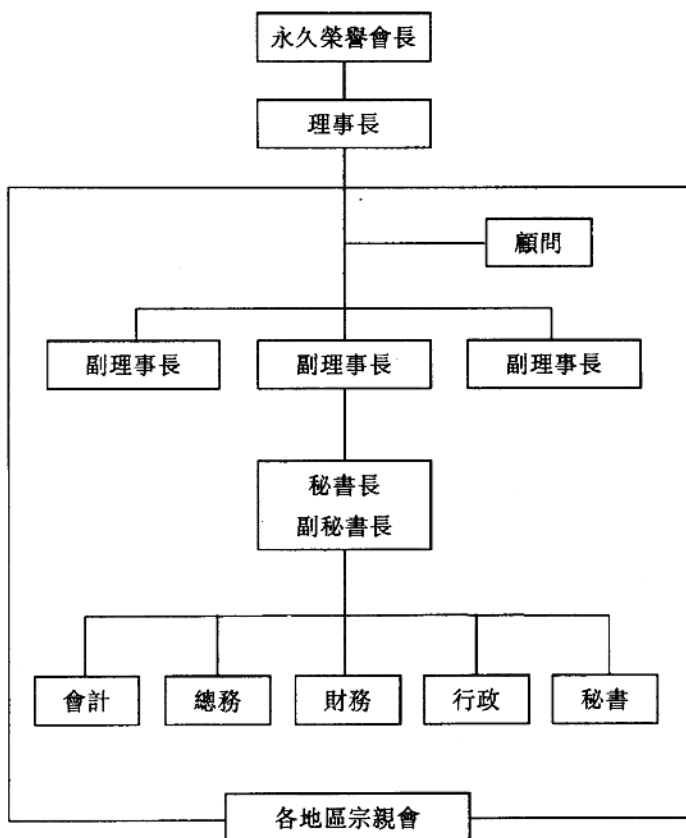 永久榮譽會長
理事長
顧問
副理事長
副理事長
副理事長
秘書長
副秘書長
會計
總務
財務
行政
秘書
各地區宗親會